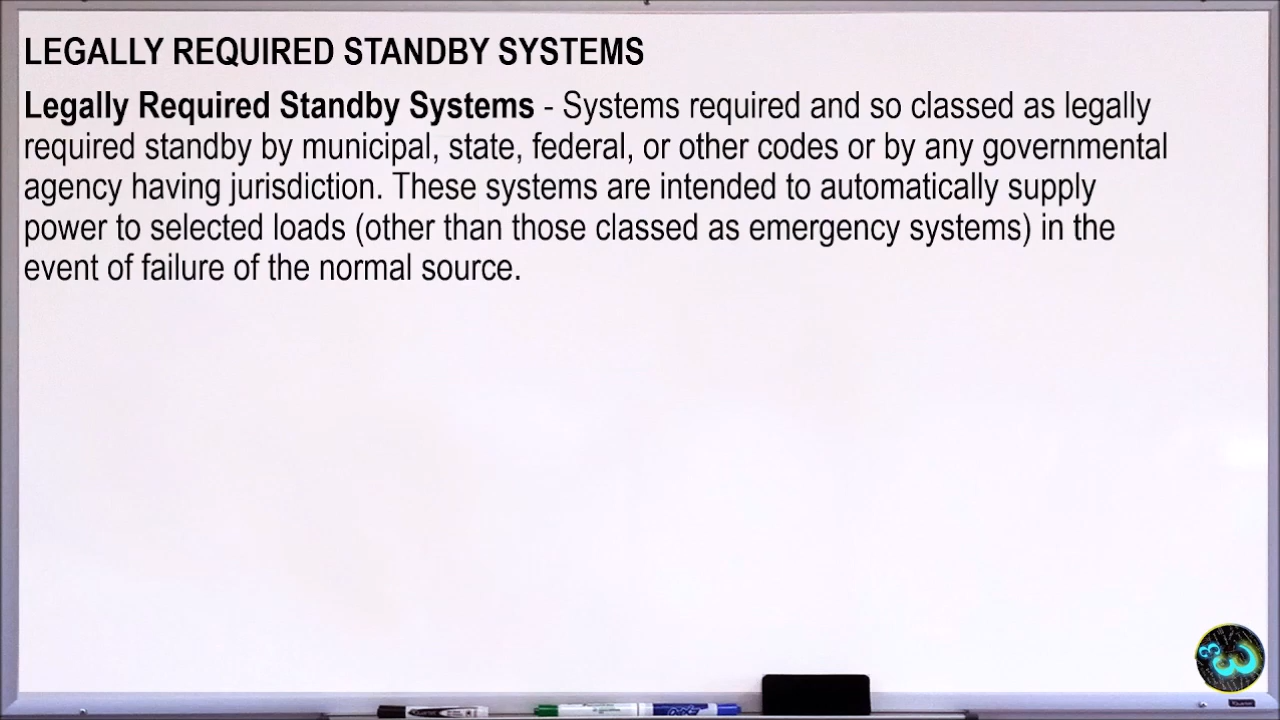 LEGALLY REQUIRED STANDBY SYSTEMS
Legally Required Standby Systems - Systems required and so classed as legally
required standby by municipal, state, federal, or other codes or by any governmental
agency having jurisdiction. These systems are intended to automatically supply
power to selected loads (other than those classed as emergency systems) in the
event of failure of the normal source.